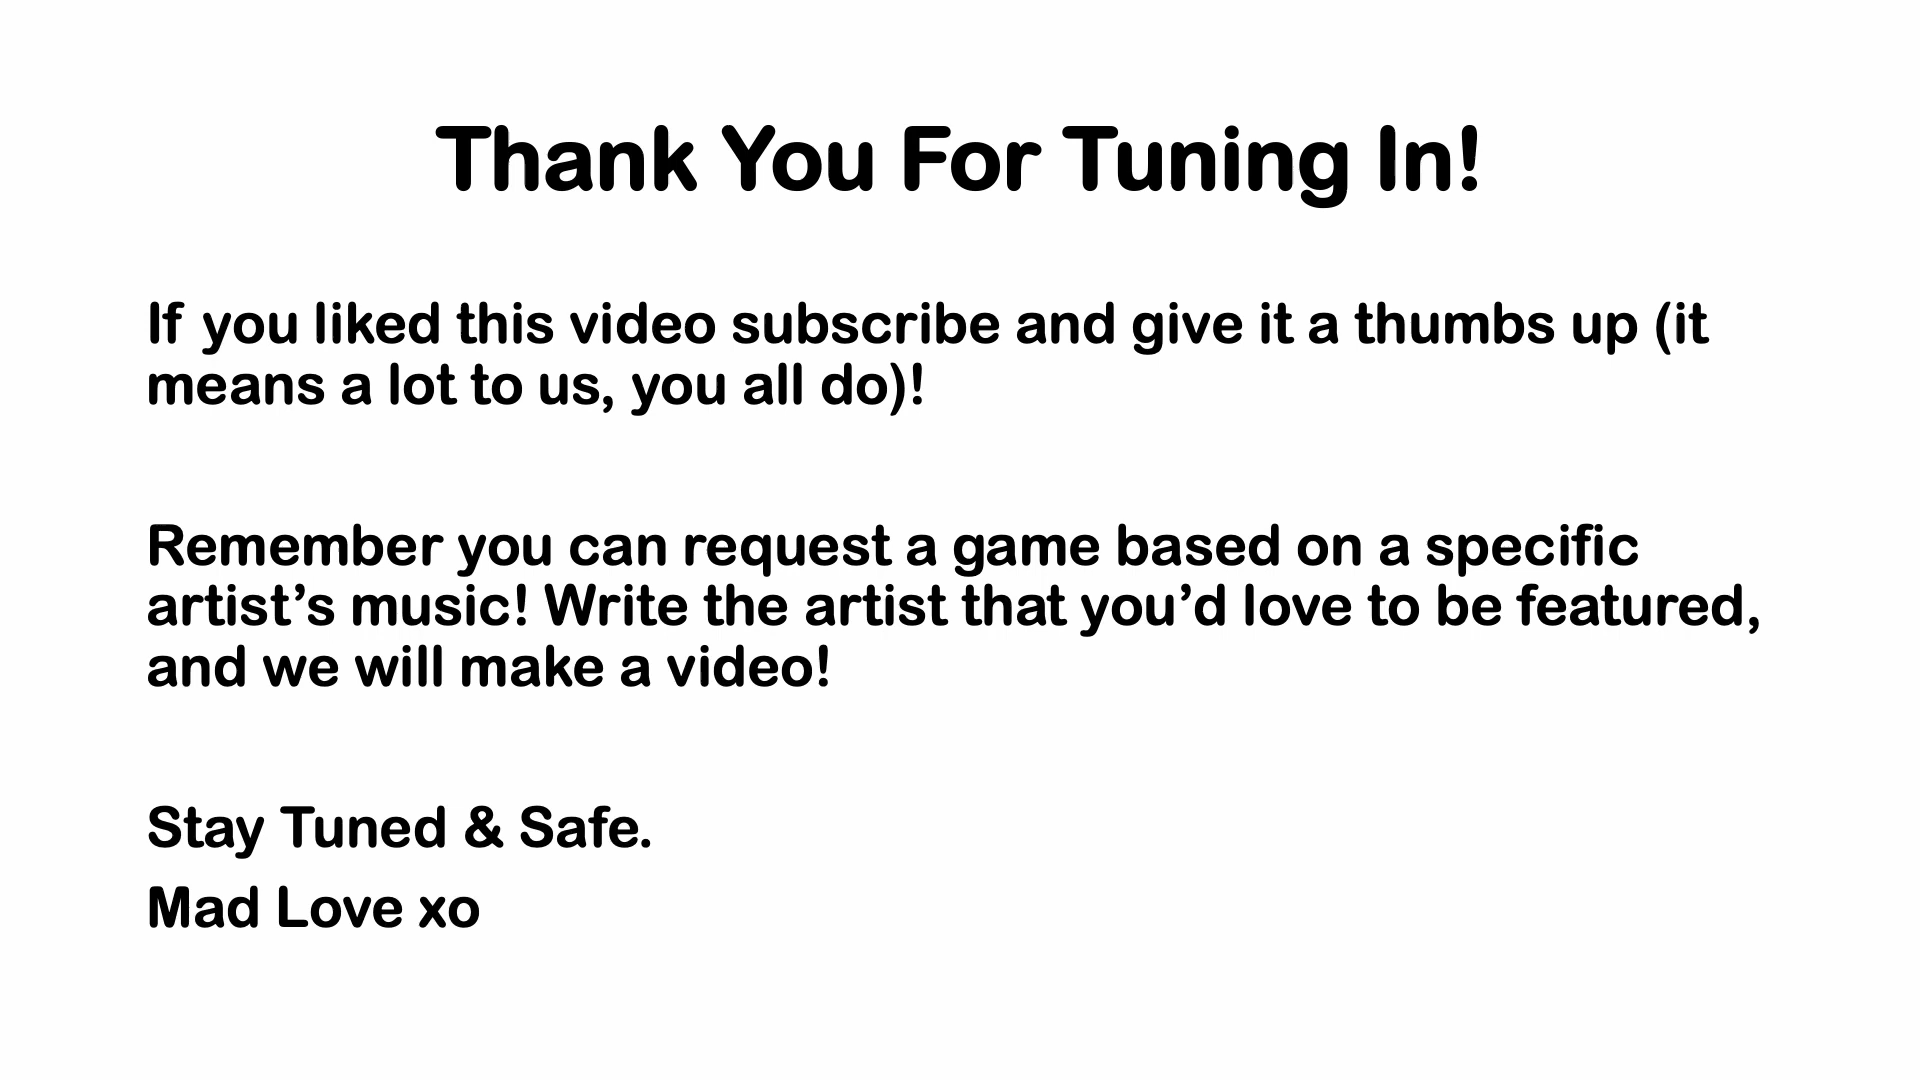 Thank You For Tuning In!
If you liked this video subscribe and give it a thumbs up (it
means a lot to us, you all do)!
Remember you can request a game based on a specific
artist’s music! Write the artist that you’d love to be featured,
and we will make a video!
Stay Tuned & Safe.
Mad Love xo